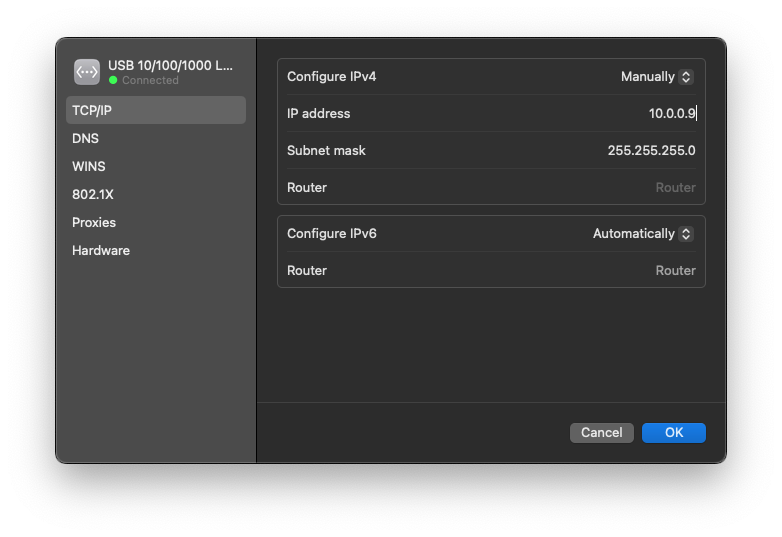 USB 10/100/1000 L...
Connected
TCP/IP
DNS
WINS
802.1X
Proxies
Hardware
Configure IPv4 Manually
IP address 10.0.0.9
Subnet mask 255.255.255.0
Router Router
Configure IPv6 Automatically
Router Router
Cancel OK